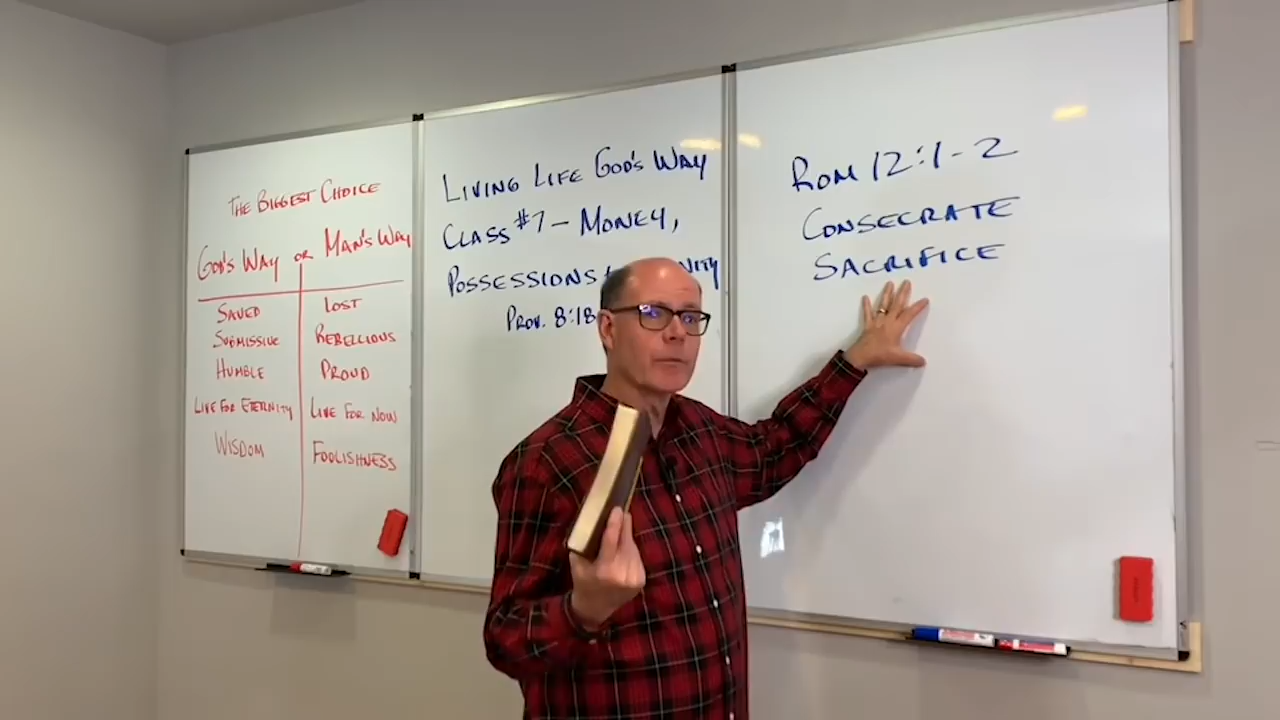 The Biggest Choice
God's Way or Man's Way
Saved Lost
Submissive Rebellious
Humble Proud
Live For Eternity Live For Now
Wisdom Foolishness
Living Life God's Way
Class #7 – Money,
Possessions
Prov. 8:18
Rom 12:1-2
Consecrate
Sacrifice